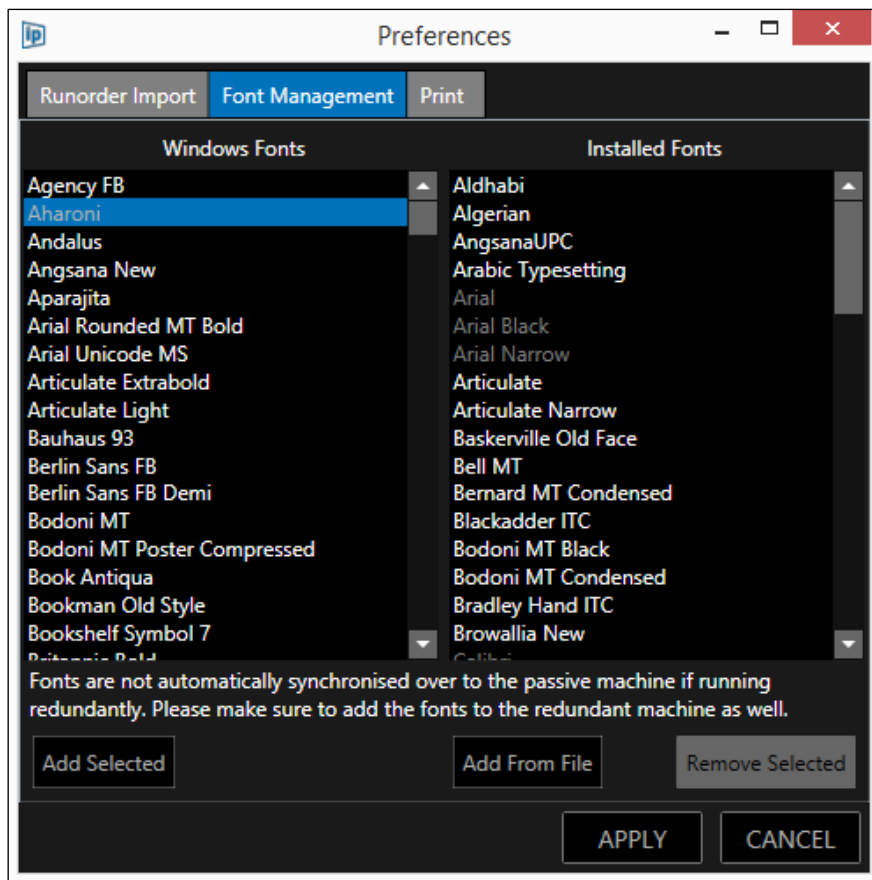 ip
Preferences
Runorder Import Font Management Print
Windows Fonts
Agency FB
Aharoni
Andalus
Angsana New
Aparajita
Arial Rounded MT Bold
Arial Unicode MS
Articulate Extrabold
Articulate Light
Bauhaus 93
Berlin Sans FB
Berlin Sans FB Demi
Bodoni MT
Bodoni MT Poster Compressed
Book Antiqua
Bookman Old Style
Bookshelf Symbol 7
Britannic Bold
Installed Fonts
Aldhabi
Algerian
AngsanaUPC
Arabic Typesetting
Arial
Arial Black
Arial Narrow
Articulate
Articulate Narrow
Baskerville Old Face
Bell MT
Bernard MT Condensed
Blackadder ITC
Bodoni MT Black
Bodoni MT Condensed
Bradley Hand ITC
Browallia New
Calibri
Fonts are not automatically synchronised over to the passive machine if running
redundantly. Please make sure to add the fonts to the redundant machine as well.
Add Selected Add From File Remove Selected
APPLY CANCEL